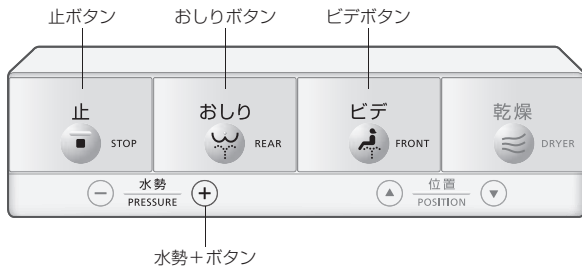 止ボタン
おしりボタン
ビデボタン
止
STOP
おしり
REAR
ビデ
FRONT
乾燥
DRYER
水勢
PRESSURE
位置
POSITION
水勢+ボタン